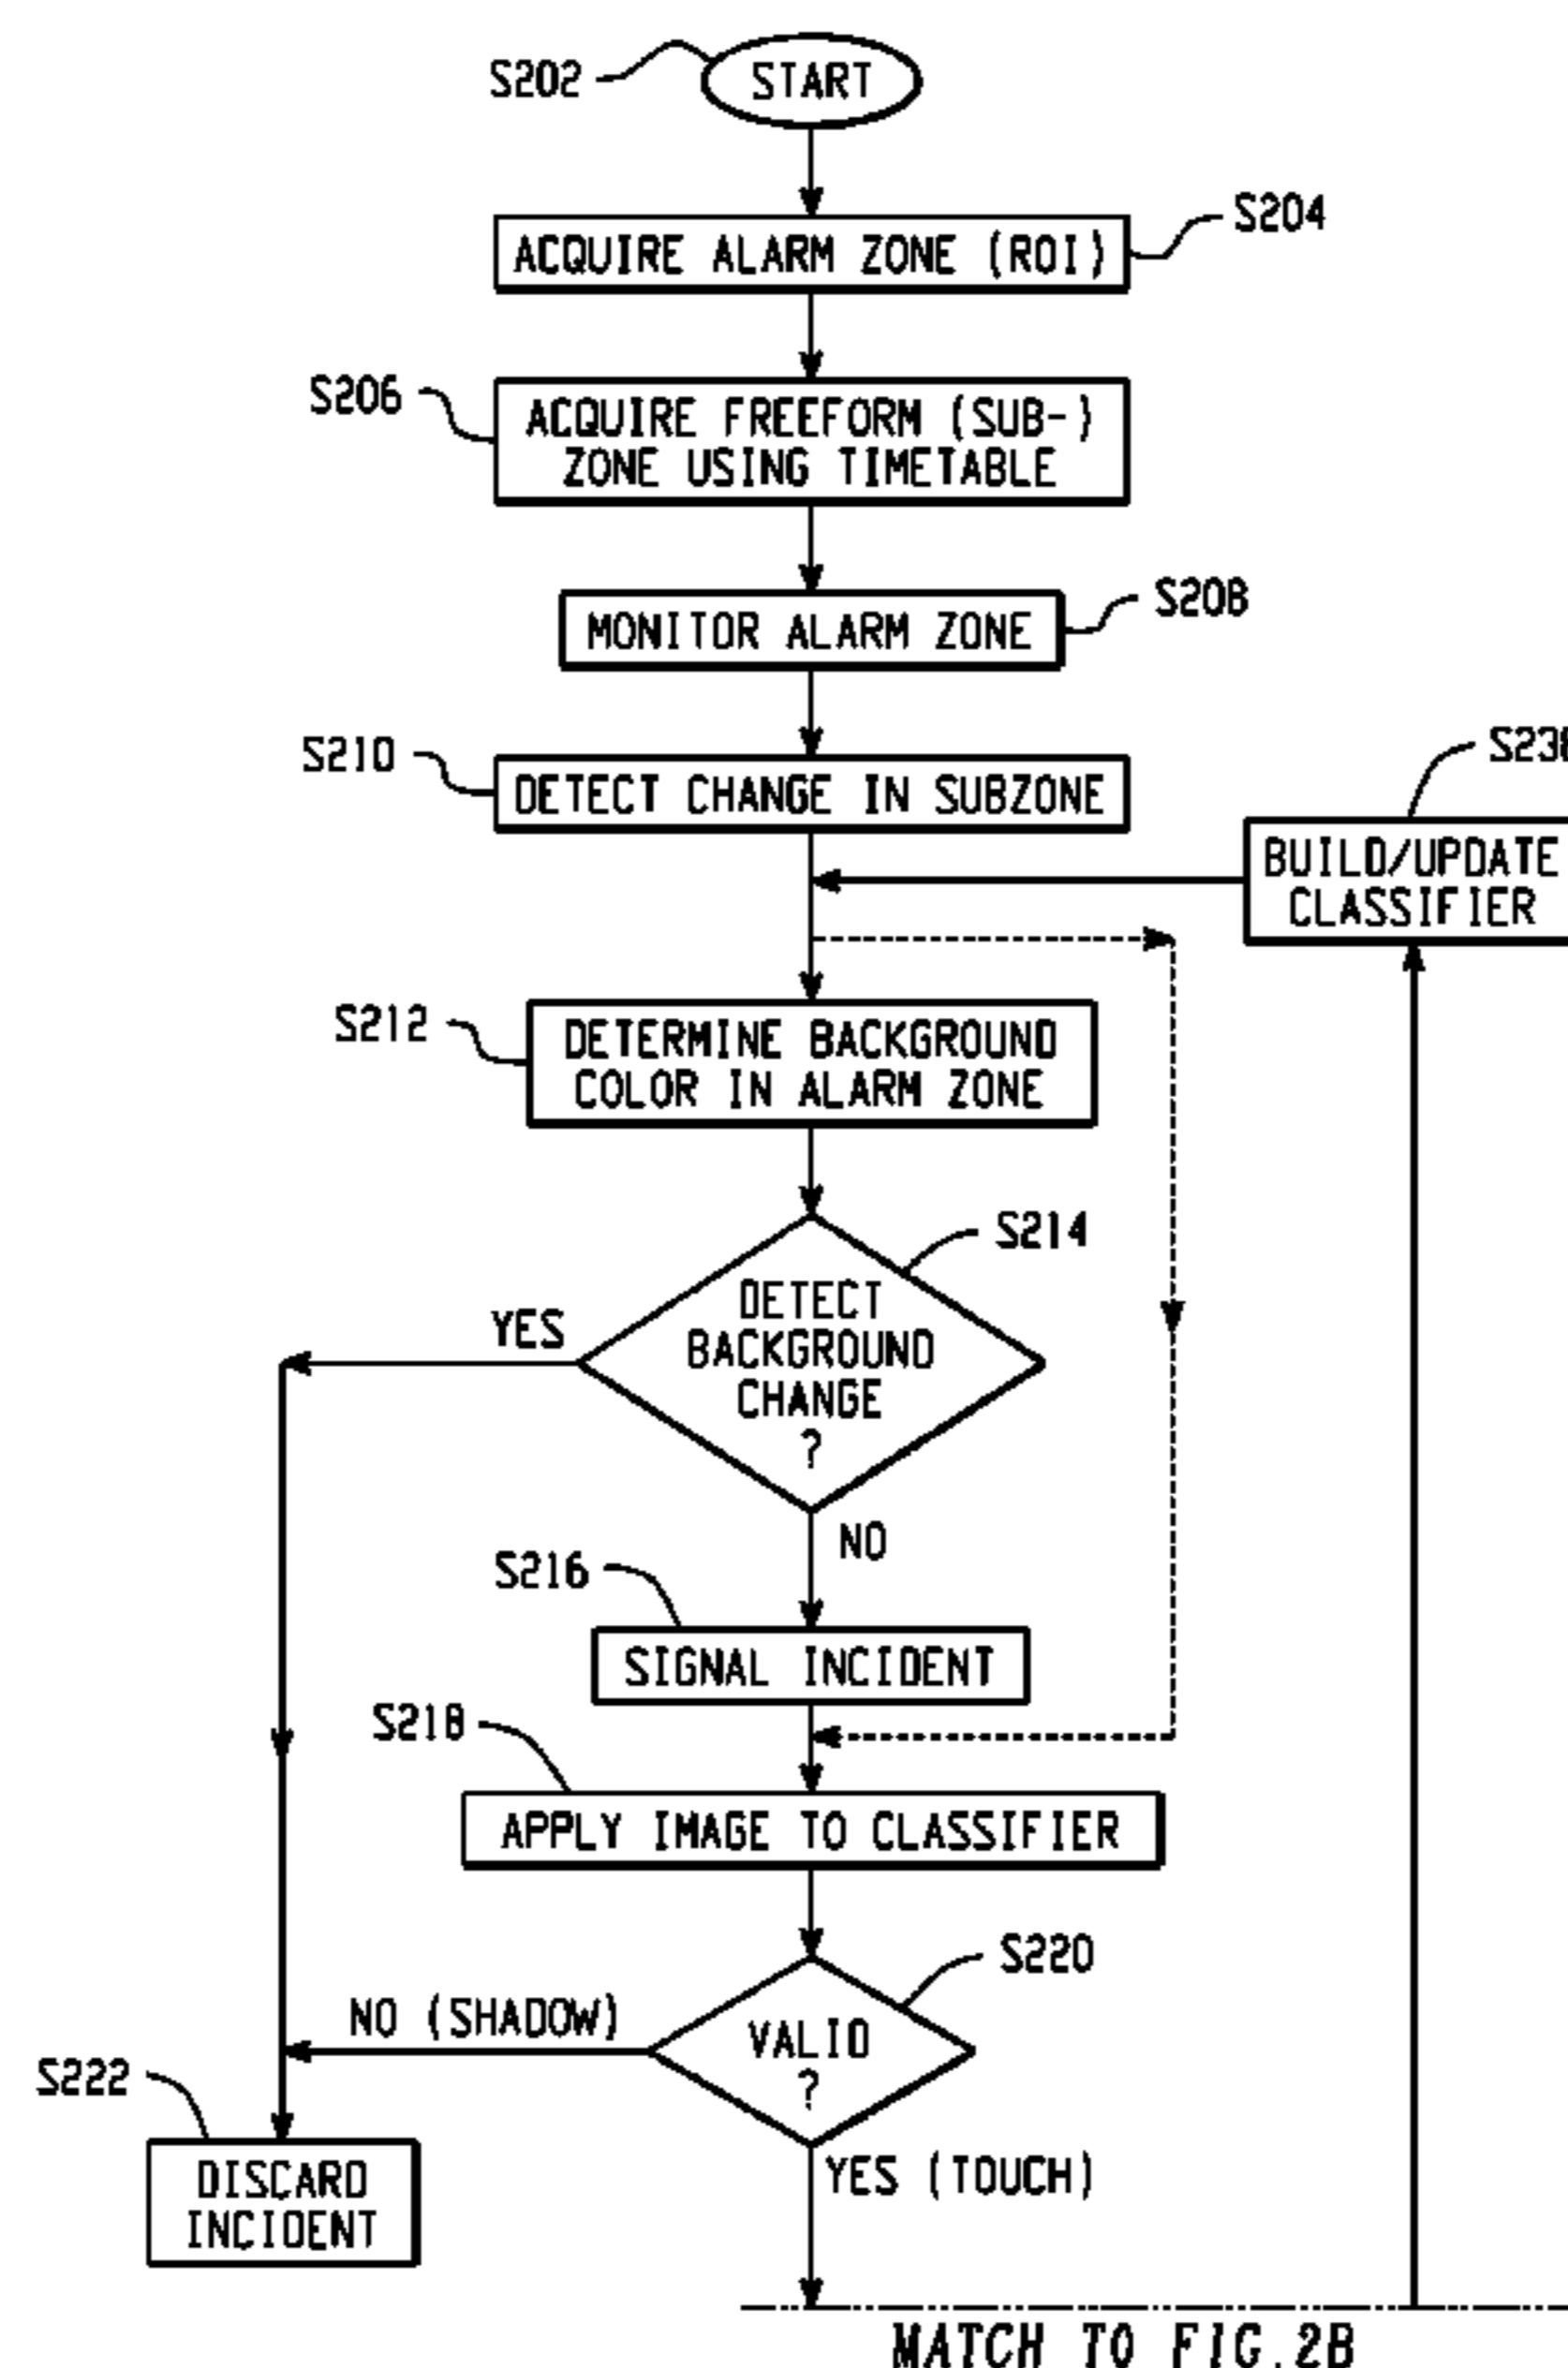 S202
START
ACQUIRE ALARM ZONE (ROI)
S204
S206
ACQUIRE FREEFORM (SUB-)
ZONE USING TIMETABLE
MONITOR ALARM ZONE
S208
S210
DETECT CHANGE IN SUBZONE
BUILD/UPDATE
CLASSIFIER
S212
DETERMINE BACKGROUND
COLOR IN ALARM ZONE
S214
DETECT
BACKGROUND
CHANGE
?
YES
NO
S216
SIGNAL INCIDENT
S218
APPLY IMAGE TO CLASSIFIER
S220
VALID
?
NO (SHADOW)
S222
DISCARD
INCIDENT
YES (TOUCH)
MATCH TO FIG.2B